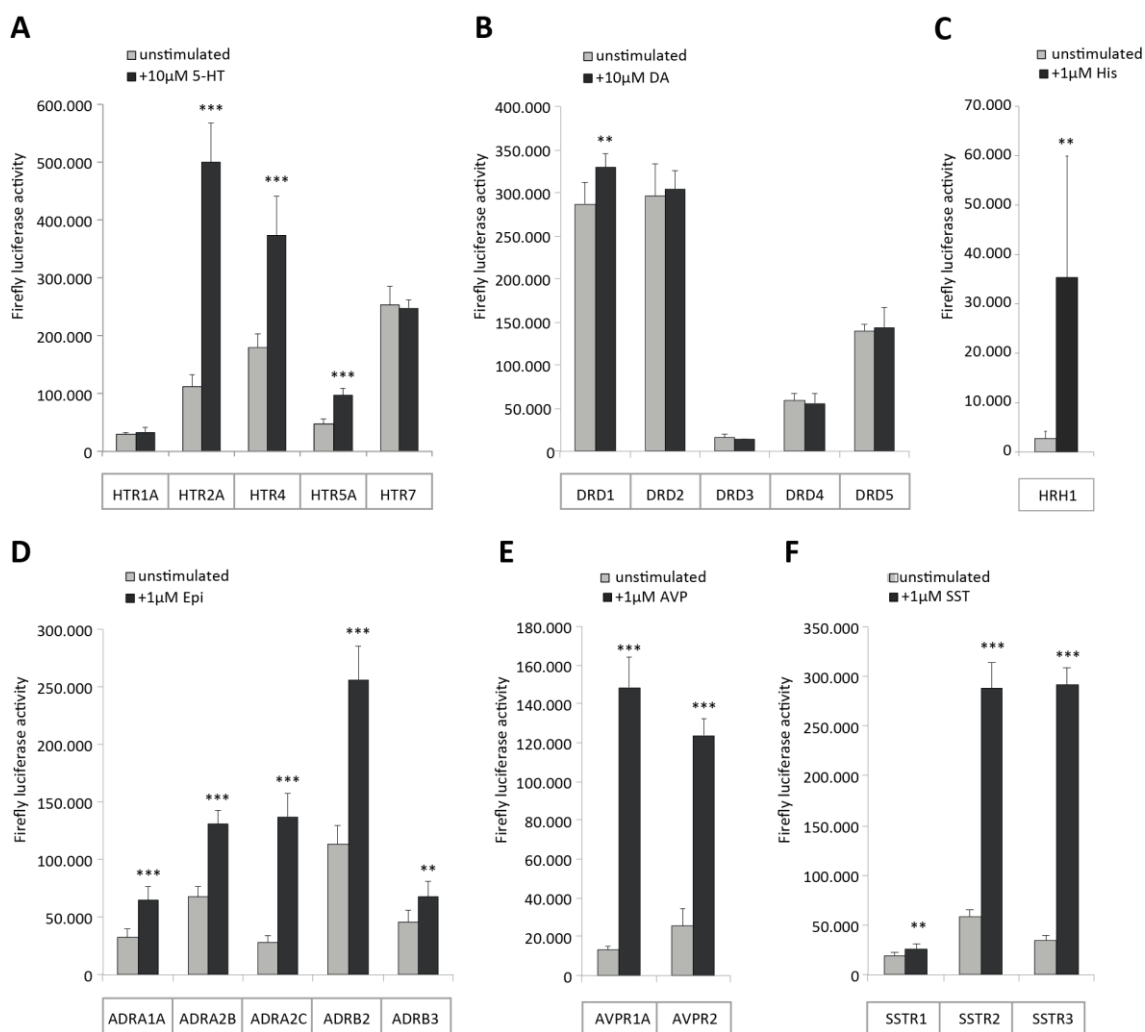 A
unstimulated
+10μM 5-HT
Firefly luciferase activity
600.000
500.000
400.000
300.000
200.000
100.000
0
***
***
***
HTR1A HTR2A HTR4 HTR5A HTR7
B
unstimulated
+10μM DA
Firefly luciferase activity
400.000
350.000
300.000
250.000
200.000
150.000
100.000
50.000
0
**
DRD1 DRD2 DRD3 DRD4 DRD5
C
unstimulated
+1μM His
Firefly luciferase activity
70.000
60.000
50.000
40.000
30.000
20.000
10.000
0
**
HRH1
D
unstimulated
+1μM Epi
Firefly luciferase activity
300.000
250.000
200.000
150.000
100.000
50.000
0
***
***
***
***
**
ADRA1A ADRA2B ADRA2C ADRB2 ADRB3
E
unstimulated
+1μM AVP
Firefly luciferase activity
180.000
160.000
140.000
120.000
100.000
80.000
60.000
40.000
20.000
0
***
***
AVPR1A AVPR2
F
unstimulated
+1μM SST
Firefly luciferase activity
350.000
300.000
250.000
200.000
150.000
100.000
50.000
0
**
***
***
SSTR1 SSTR2 SSTR3